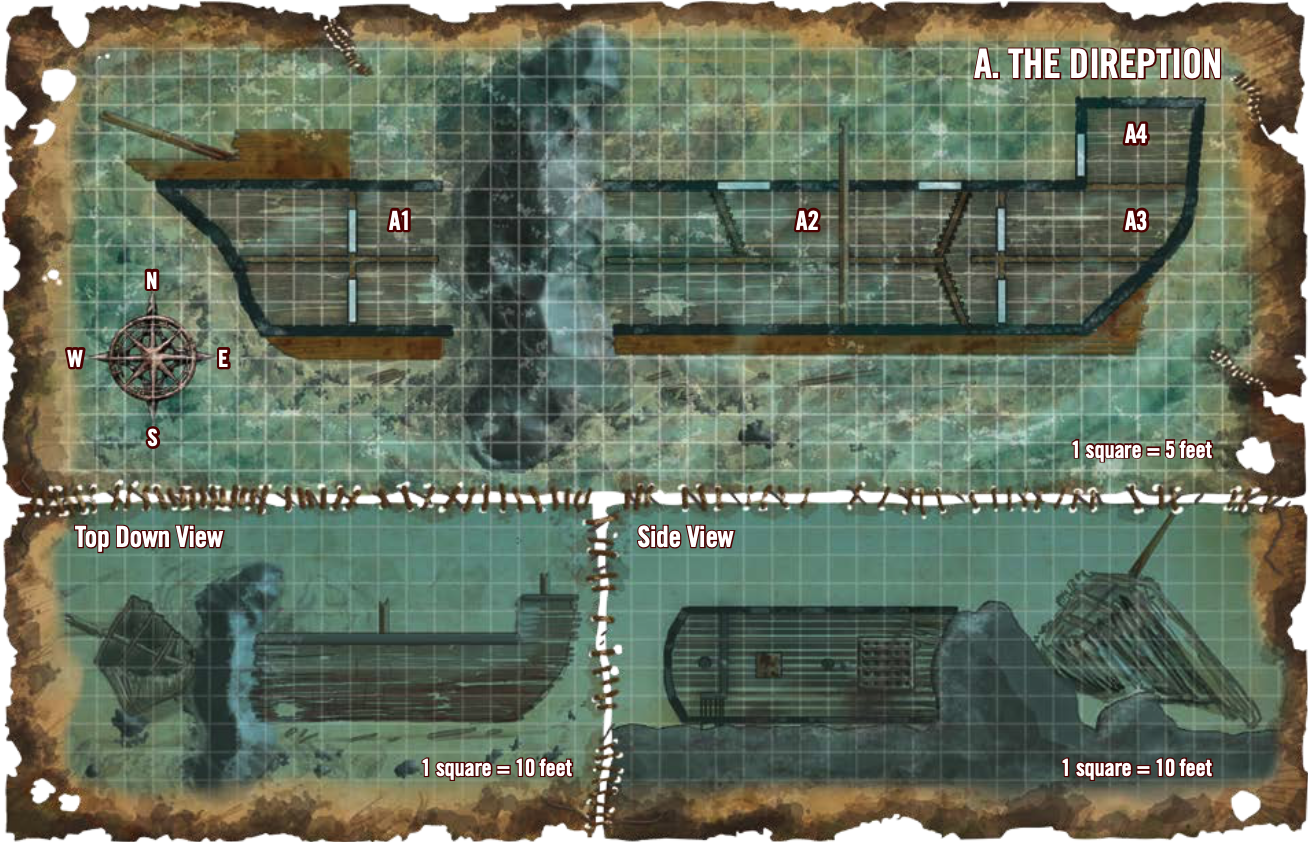 A. THE DIREPTION
A4
A1
A2
A3
N
W
E
S
1 square = 5 feet
Top Down View
Side View
1 square = 10 feet
1 square = 10 feet